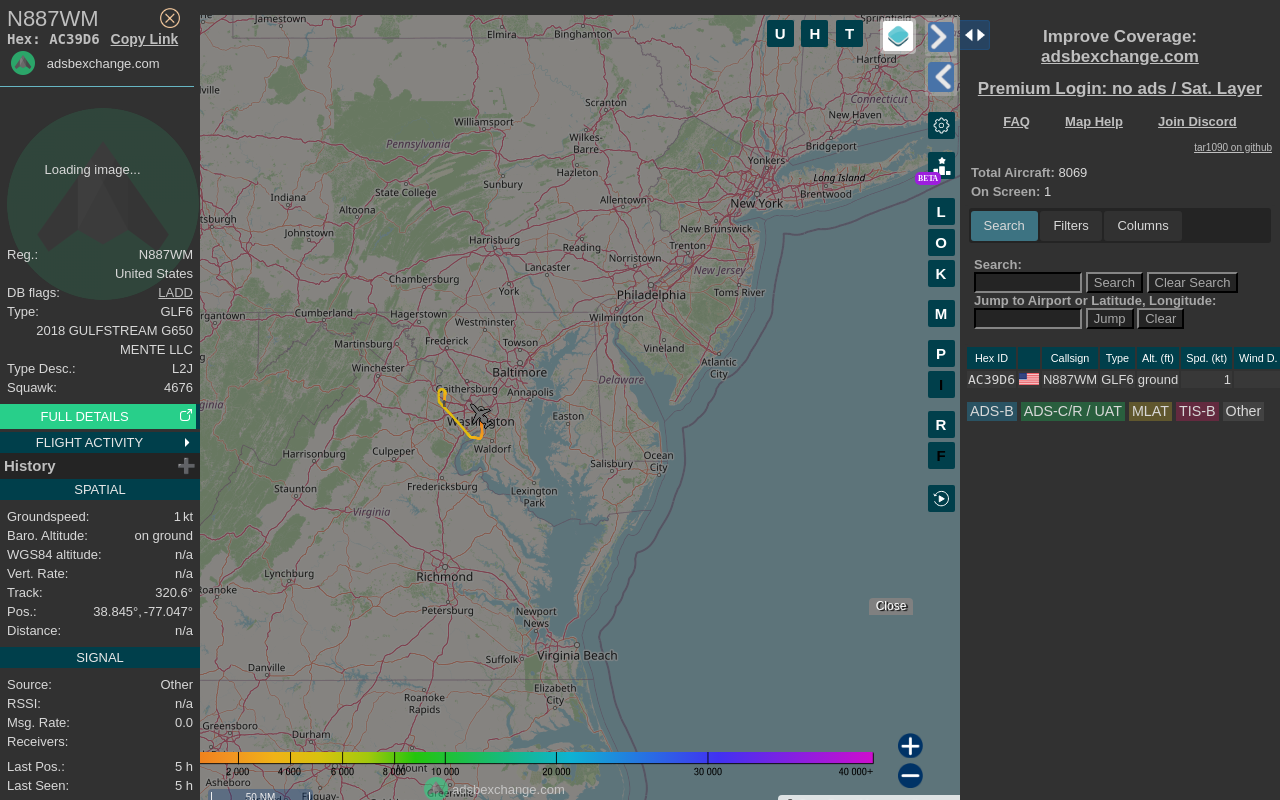 N887WM
Hex: AC39D6 Copy Link
adsbexchange.com
Loading image...
Reg.: N887WM
United States
DB flags: LADD
Type: GLF6
2018 GULFSTREAM G650
MENTE LLC
Type Desc.: L2J
Squawk: 4676
FULL DETAILS
FLIGHT ACTIVITY
History
SPATIAL
Groundspeed: 1 kt
Baro. Altitude: on ground
WGS84 altitude: n/a
Vert. Rate: n/a
Track: 320.6°
Pos.: 38.845°, -77.047°
Distance: n/a
SIGNAL
Source: Other
RSSI: n/a
Msg. Rate: 0.0
Receivers:
Last Pos.: 5 h
Last Seen: 5 h
Jamestown
Elmira
Binghamton
Springfield
Hartford
Scranton
Connecticut
Williamsport
New Haven
Wilkes-
Barre
Pennsylvania
Bridgeport
Yonkers
Hazleton
Long Island
Sunbury
State College
Brentwood
Indiana
Allentown
New York
Altoona
Johnstown
New Brunswick
Harrisburg
Reading
Trenton
Norristown
Lancaster
New Jersey
Chambersburg
York
Philadelphia
Toms River
Cumberland
Hagerstown
Wilmington
Westminster
Martinsburg
Frederick
Towson
Vineland
Winchester
Baltimore
Atlantic
City
Delaware
Annapolis
Easton
Washington
Waldorf
Harrisonburg
Culpeper
Salisbury
Ocean
City
Fredericksburg
Staunton
Lexington
Park
Virginia
Lynchburg
Richmond
Petersburg
Newport
News
Suffolk
Virginia Beach
Danville
Elizabeth
City
Roanoke
Rapids
Greensboro
Durham
Asheboro
Greenville
2 000
4 000
6 000
8 000
10 000
20 000
30 000
40 000+
adsbexchange.com
50 NM
U
H
T
BETA
L
O
K
M
P
I
R
F
Close
Improve Coverage:
adsbexchange.com
Premium Login: no ads / Sat. Layer
FAQ Map Help Join Discord
tar1090 on github
Total Aircraft: 8069
On Screen: 1
Search Filters Columns
Search:
Search Clear Search
Jump to Airport or Latitude, Longitude:
Jump Clear
Hex ID Callsign Type Alt. (ft) Spd. (kt) Wind D.
AC39D6 N887WM GLF6 ground 1
ADS-B ADS-C/R / UAT MLAT TIS-B Other